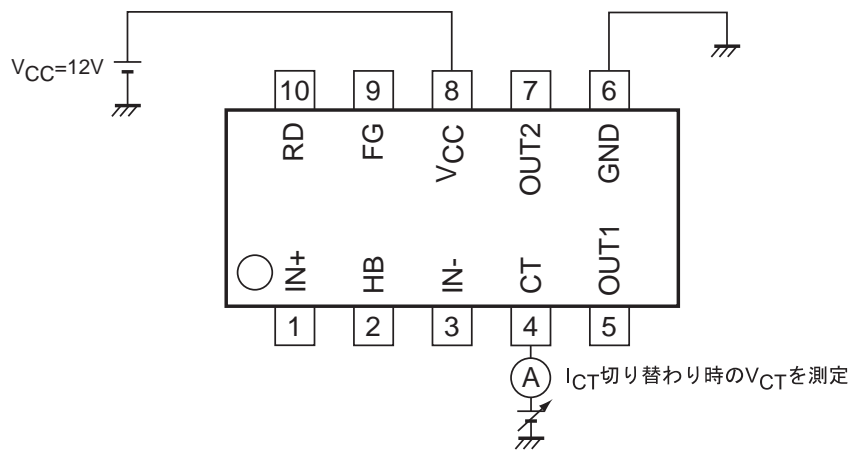 VCC=12V
10 9 8 7 6
RD FG VCC OUT2 GND
IN+ HB IN- CT OUT1
1 2 3 4 5
A ICT切り替わり時のVCTを測定